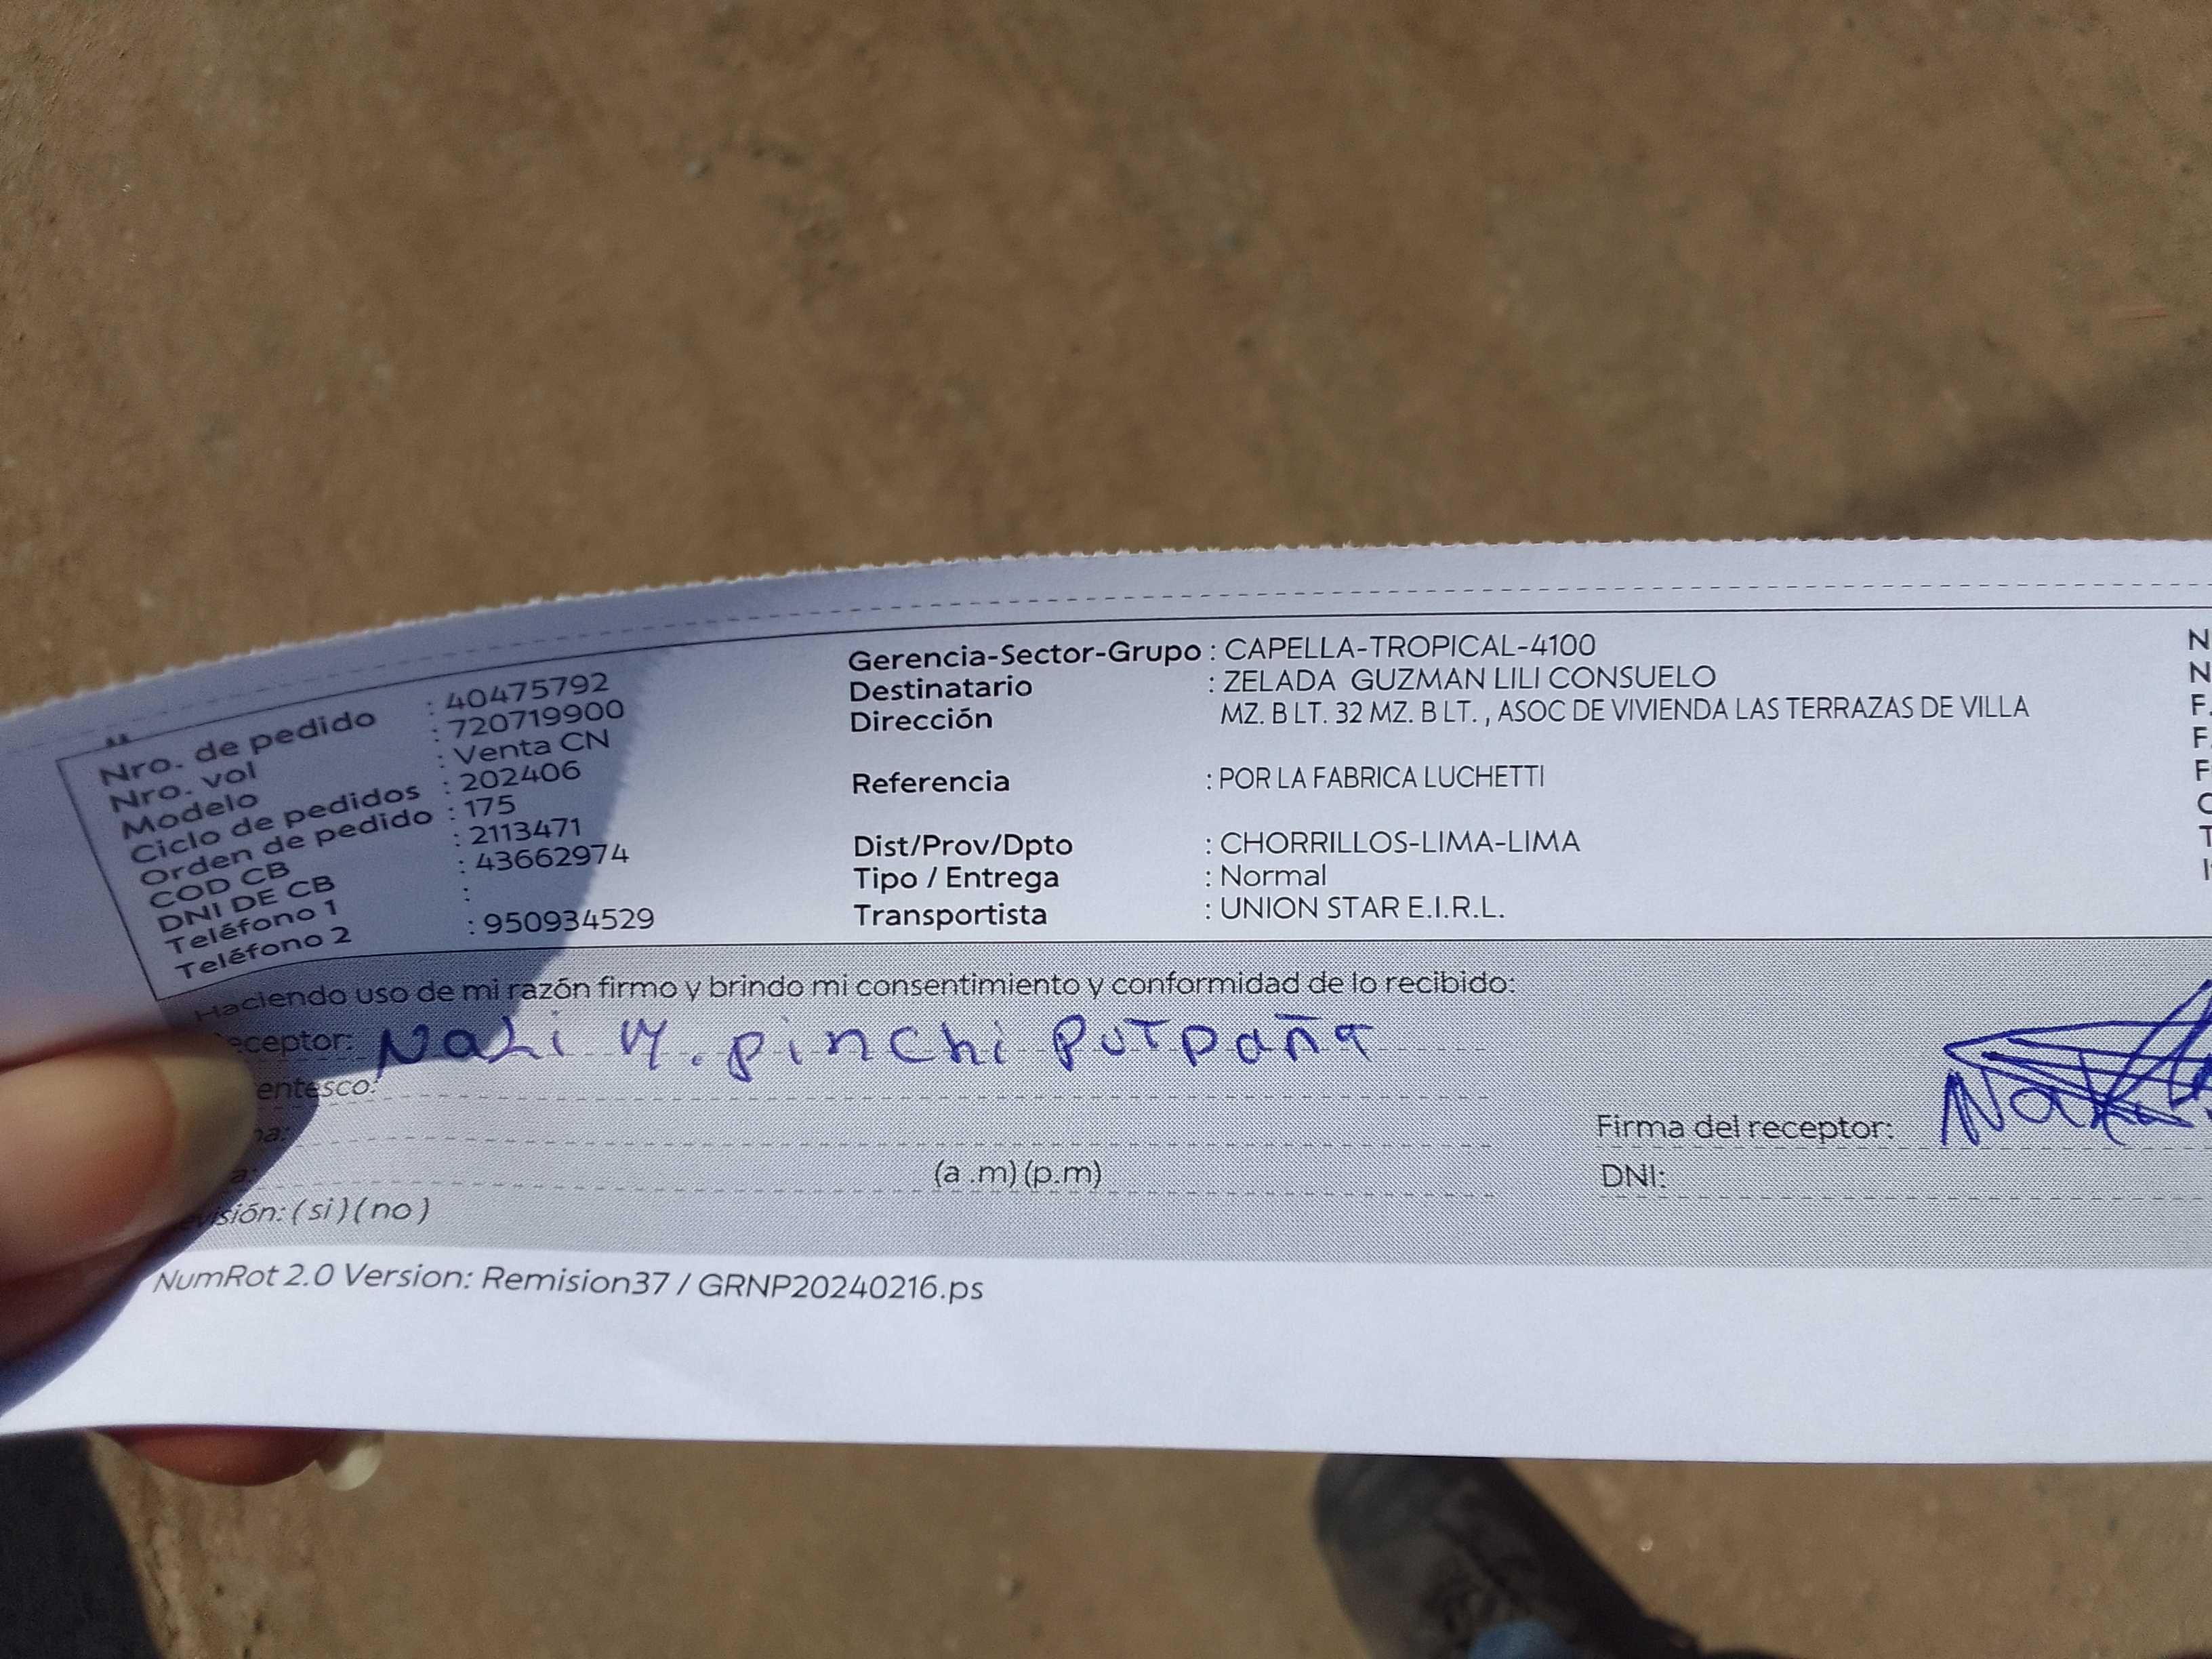 Nro. de pedido : 40475792
Nro. vol : 720719900
Modelo : Venta CN
Ciclo de pedidos : 202406
Orden de pedido : 175
COD CB : 2113471
DNI DE CB : 43662974
Teléfono 1 :
Teléfono 2 : 950934529
Gerencia-Sector-Grupo : CAPELLA-TROPICAL-4100
Destinatario : ZELADA GUZMAN LILI CONSUELO
Dirección MZ. B LT. 32 MZ. B LT. , ASOC DE VIVIENDA LAS TERRAZAS DE VILLA
Referencia : POR LA FABRICA LUCHETTI
Dist/Prov/Dpto : CHORRILLOS-LIMA-LIMA
Tipo / Entrega : Normal
Transportista : UNION STAR E.I.R.L.
N
N
F.
F
F
C
T
Haciendo uso de mi razón firmo y brindo mi consentimiento y conformidad de lo recibido:
eceptor: pinchi
entesco:
(a .m) (p.m)
isión: ( si ) ( no )
Firma del receptor:
DNI:
NumRot 2.0 Version: Remision37 / GRNP20240216.ps